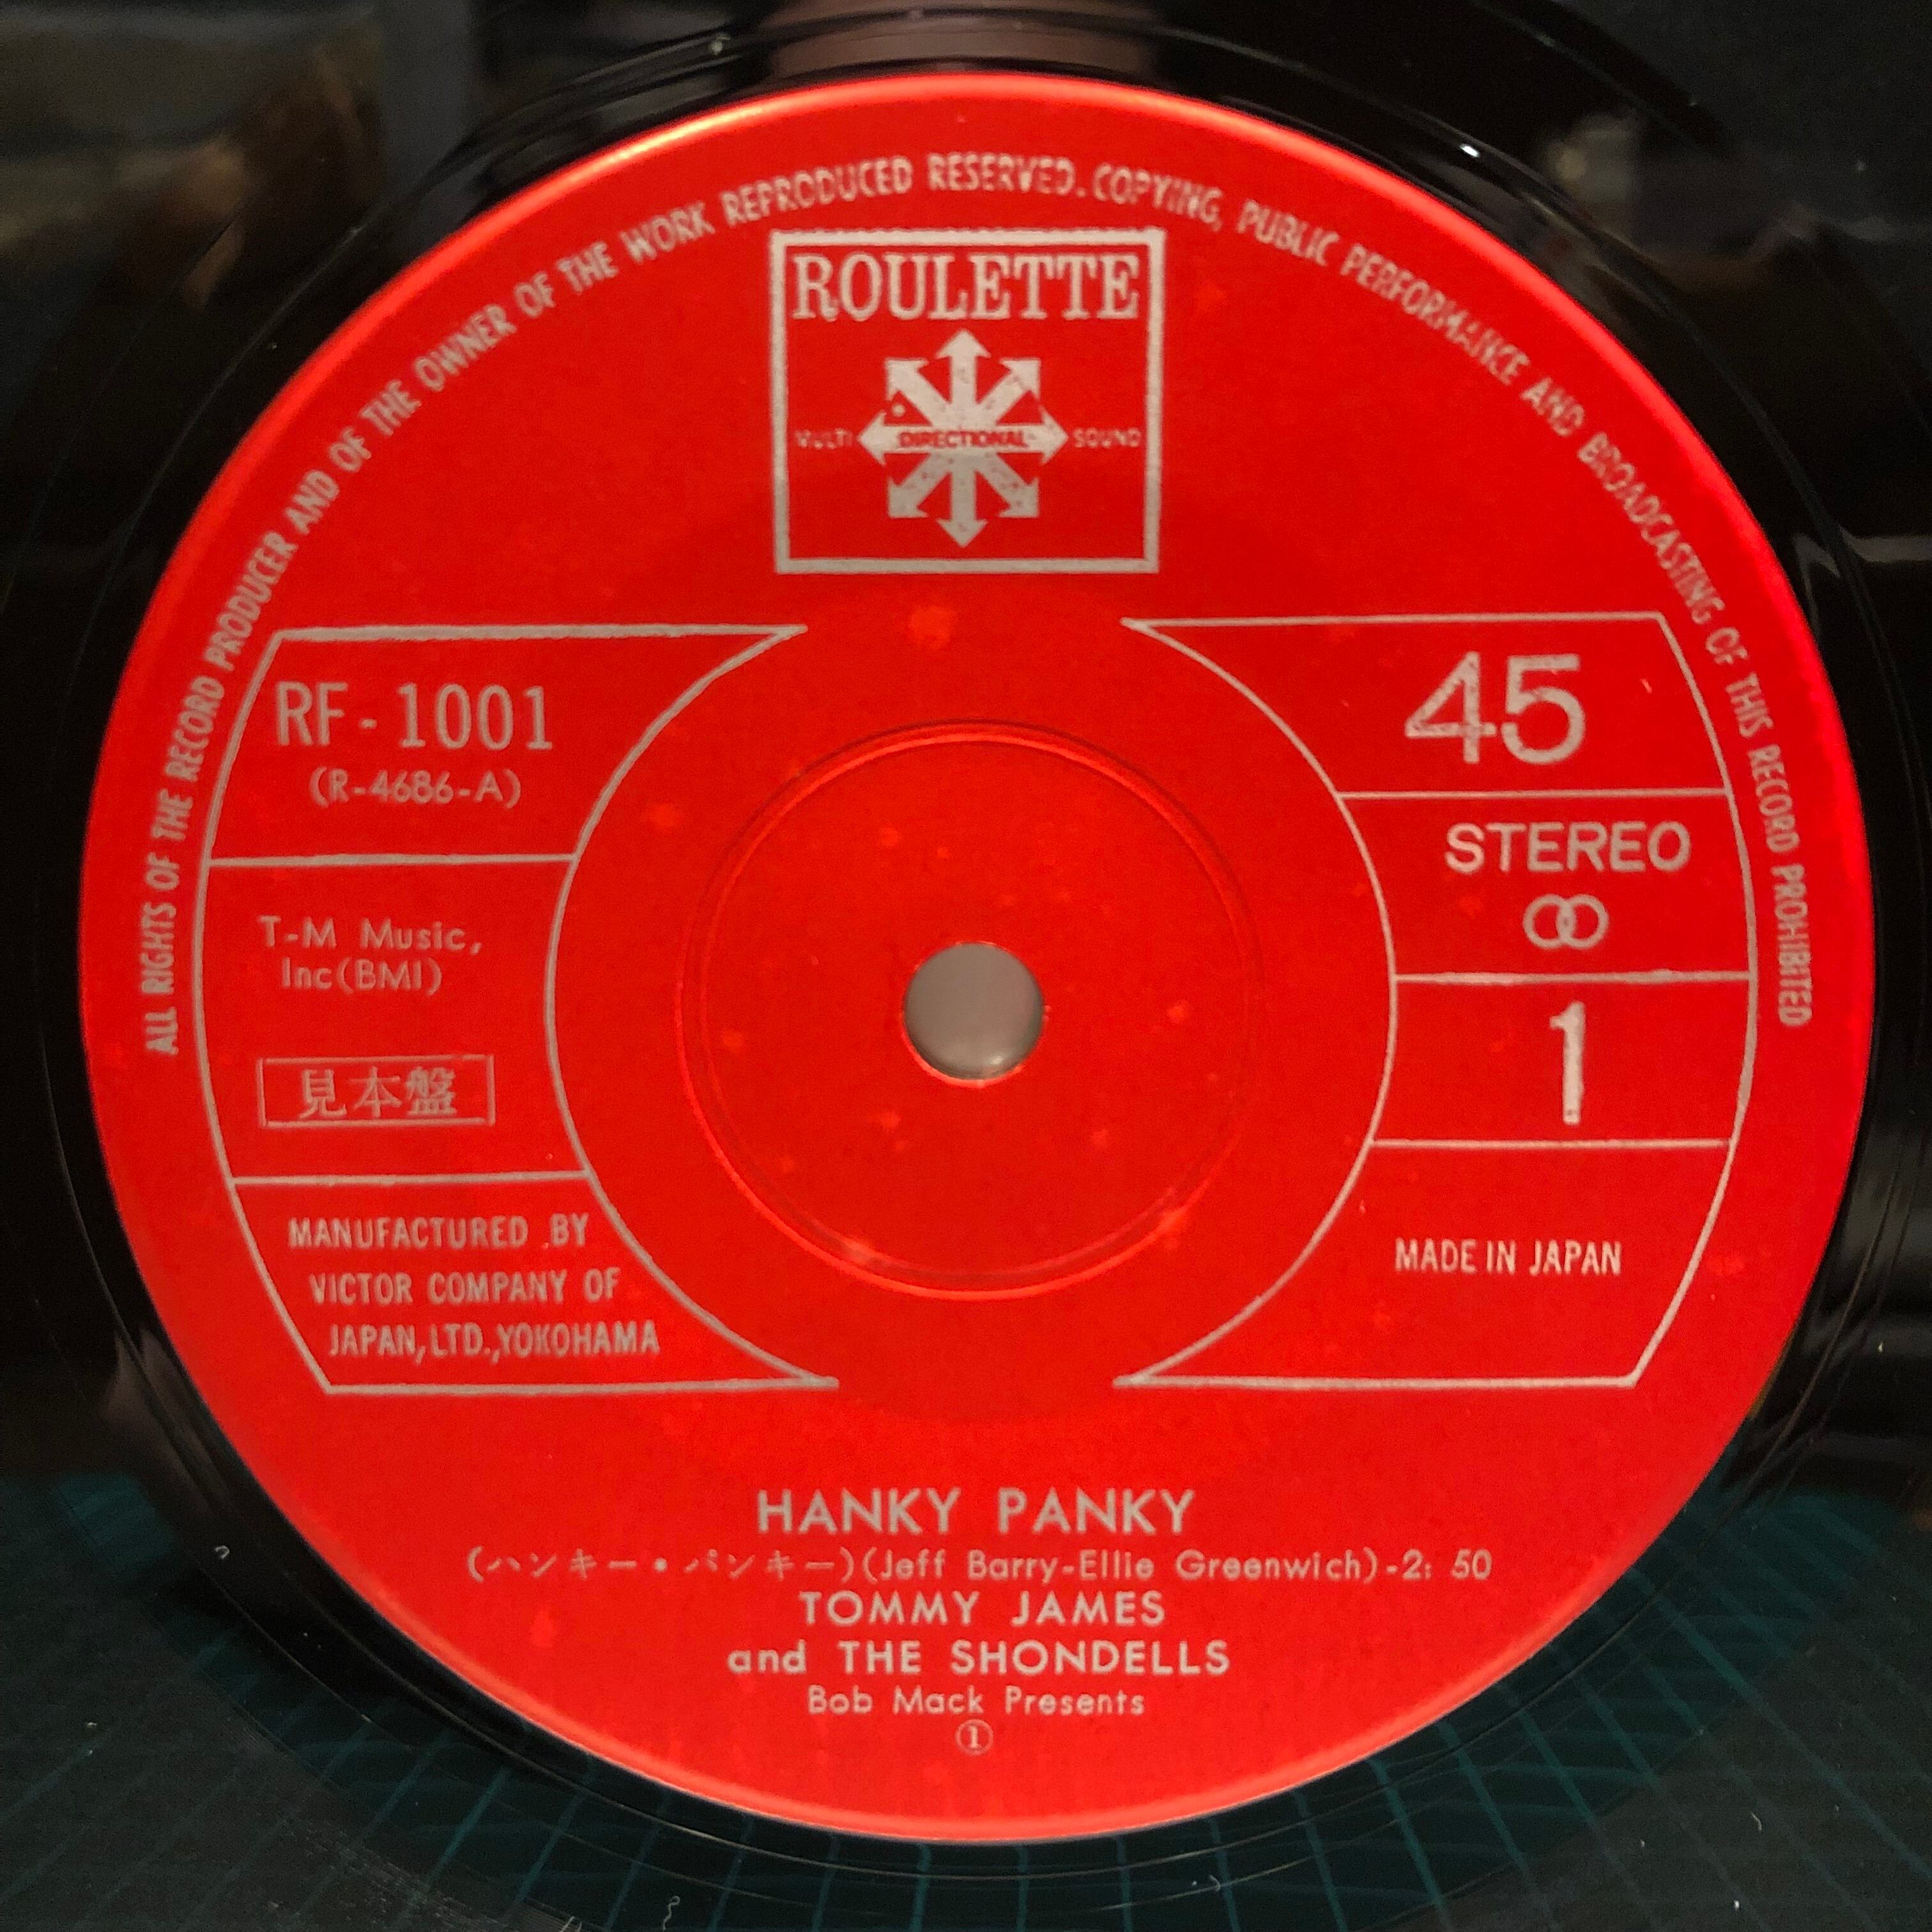 ALL RIGHTS OF THE RECORD PRODUCER AND OF THE OWNER OF THE WORK REPRODUCED RESERVED. COPYING, PUBLIC PERFORMANCE AND BROADCASTING OF THIS RECORD PROHIBITED
ROULETTE
MULTI DIRECTIONAL SOUND
RF-1001
(R-4686-A)
T-M Music,
Inc(BMI)
見本盤
MANUFACTURED BY
VICTOR COMPANY OF
JAPAN, LTD., YOKOHAMA
45
STEREO
1
MADE IN JAPAN
HANKY PANKY
(ハンキー・パンキー)(Jeff Barry-Ellie Greenwich)-2: 50
TOMMY JAMES
and THE SHONDELLS
Bob Mack Presents
①